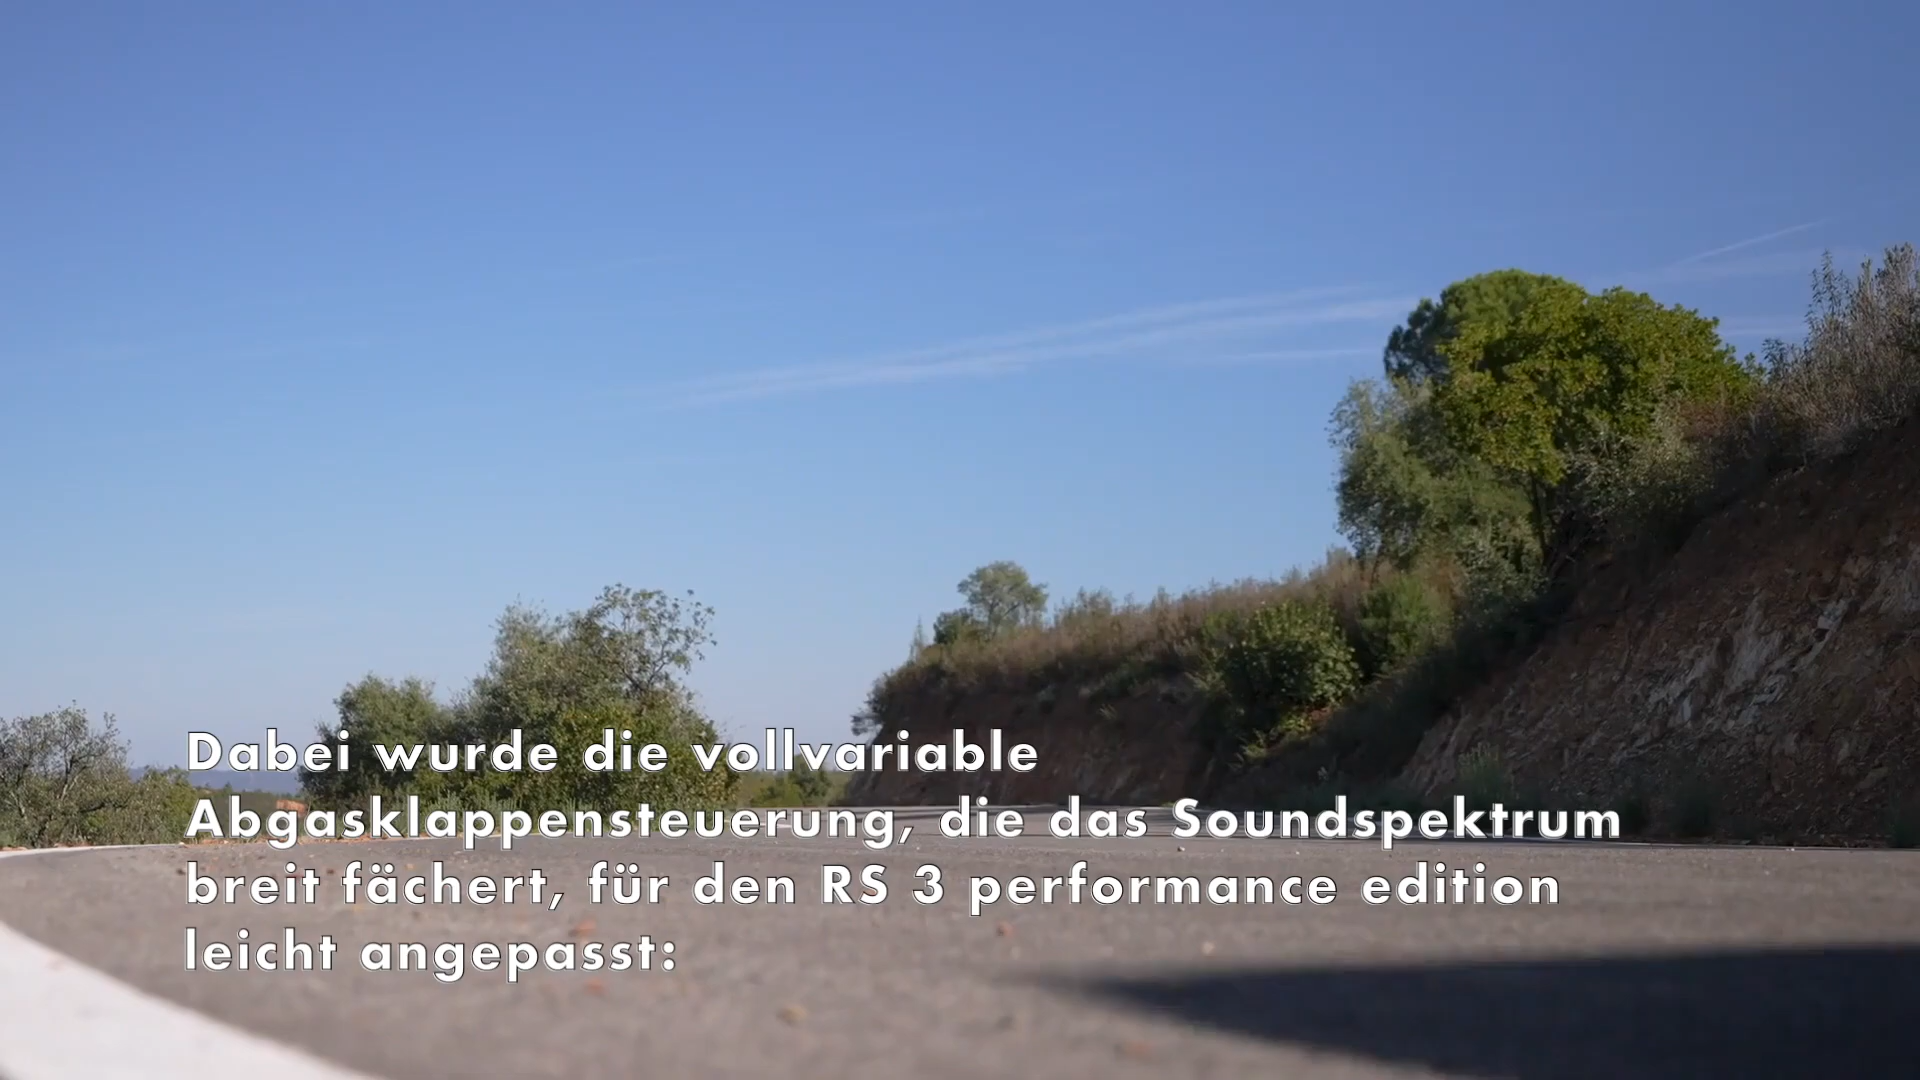 Dabei wurde die vollvariable
Abgasklappensteuerung, die das Soundspektrum
breit fächert, für den RS 3 performance edition
leicht angepasst: